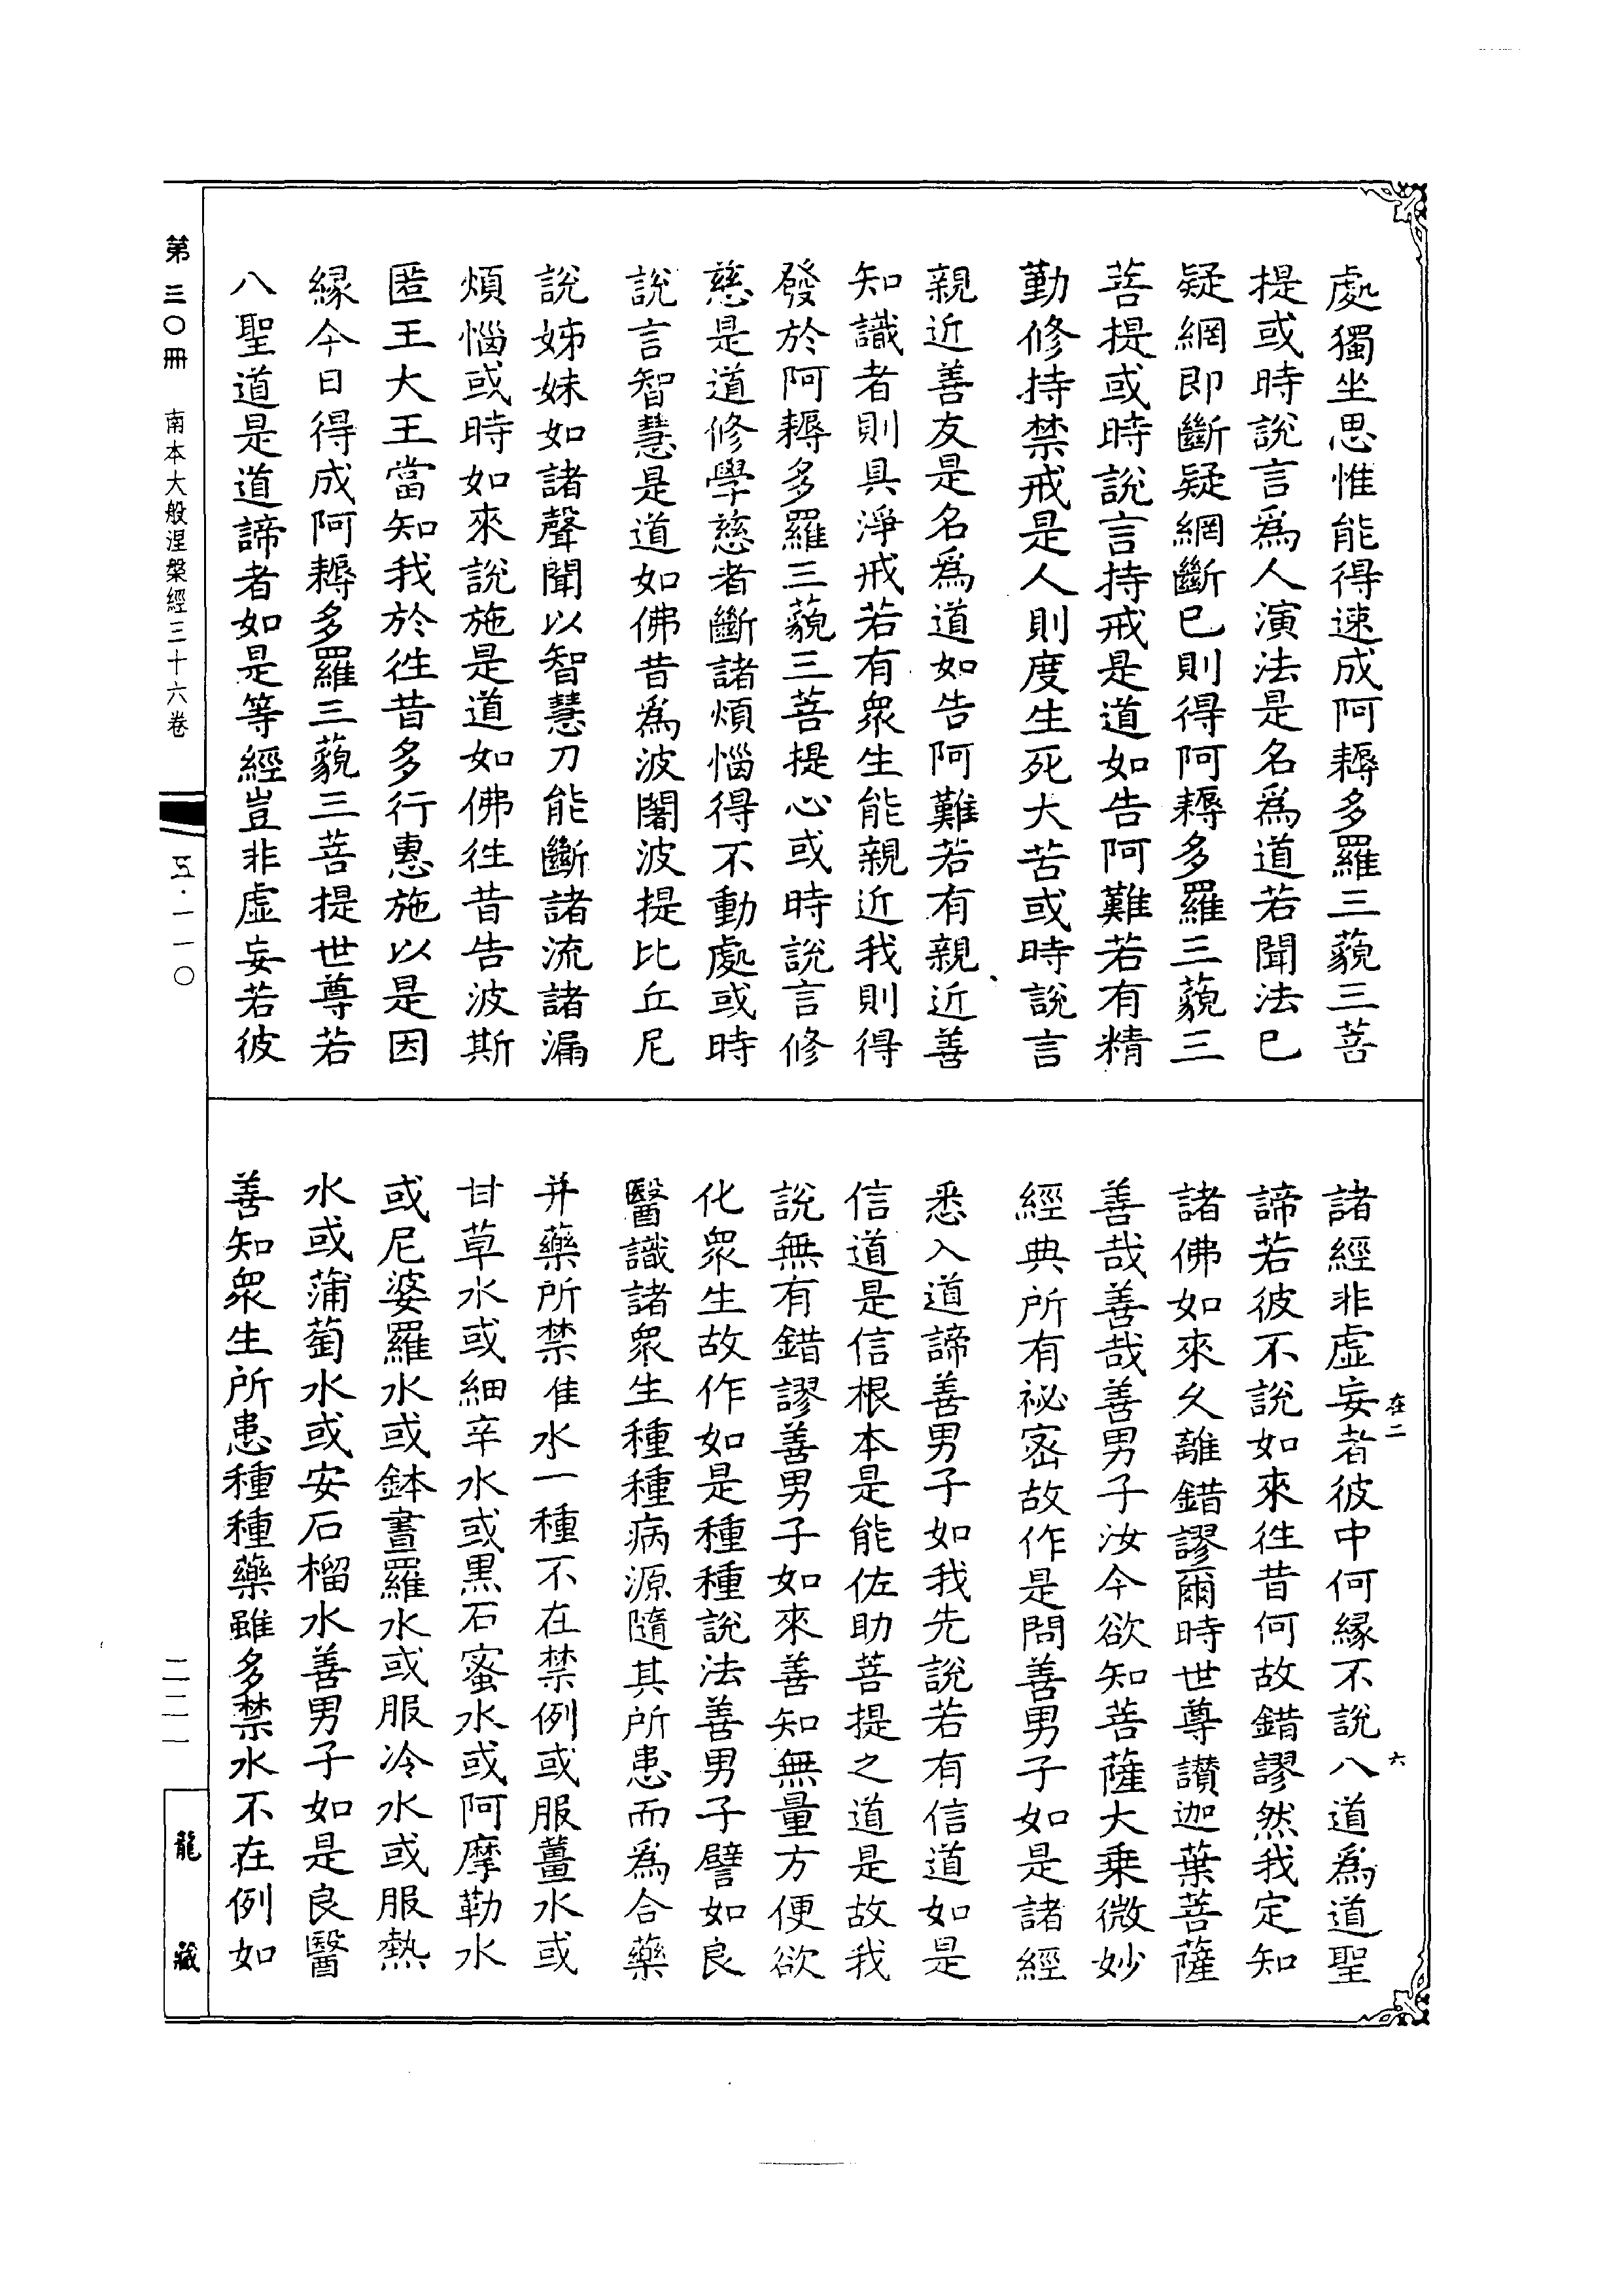 處獨坐思惟能得速成阿耨多羅三藐三菩
提或時說言為人演法是名為道若聞法已
疑網即斷疑網斷已則得阿耨多羅三藐三
菩提或時說言持戒是道如告阿難若有精
勤修持禁戒是人則度生死大苦或時說言
親近善友是名為道如告阿難若有親近善
知識者則具淨戒若有眾生能親近我則得
發於阿耨多羅三藐三菩提心或時說言修
慈是道修學慈者斷諸煩惱得不動處或時
說言智慧是道如佛昔為波闍波提比丘尼
說姊妹如諸聲聞以智慧刀能斷諸流諸漏
煩惱或時如來說施是道如佛往昔告波斯
匿王大王當知我於往昔多行惠施以是因
緣今日得成阿耨多羅三藐三菩提世尊若
八聖道是道諦者如是等經豈非虛妄若彼
諸經非虛妄者彼中何緣不說八道為道聖
諦若彼不說如來往昔何故錯謬然我定知
諸佛如來久離錯謬爾時世尊讚迦葉菩薩
善哉善哉善男子汝今欲知菩薩大乘微妙
經典所有祕密故作是問善男子如是諸經
悉入道諦善男子如我先說若有信道如是
信道是信根本是能佐助菩提之道是故我
說無有錯謬善男子如來善知無量方便欲
化眾生故作如是種種說法善男子譬如良
醫識諸眾生種種病源隨其所患而為合藥
并藥所禁隹水一種不在禁例或服薑水或
甘草水或細辛水或黑石蜜水或阿摩勒水
或尼婆羅水或鉢晝羅水或服冷水或服熱
水或蒲萄水或安石榴水善男子如是良醫
善知眾生所患種種藥雖多禁水不在例如
在二
六
第三〇冊
南本大般涅槃經三十六卷
五·一一〇
二二一
龍藏